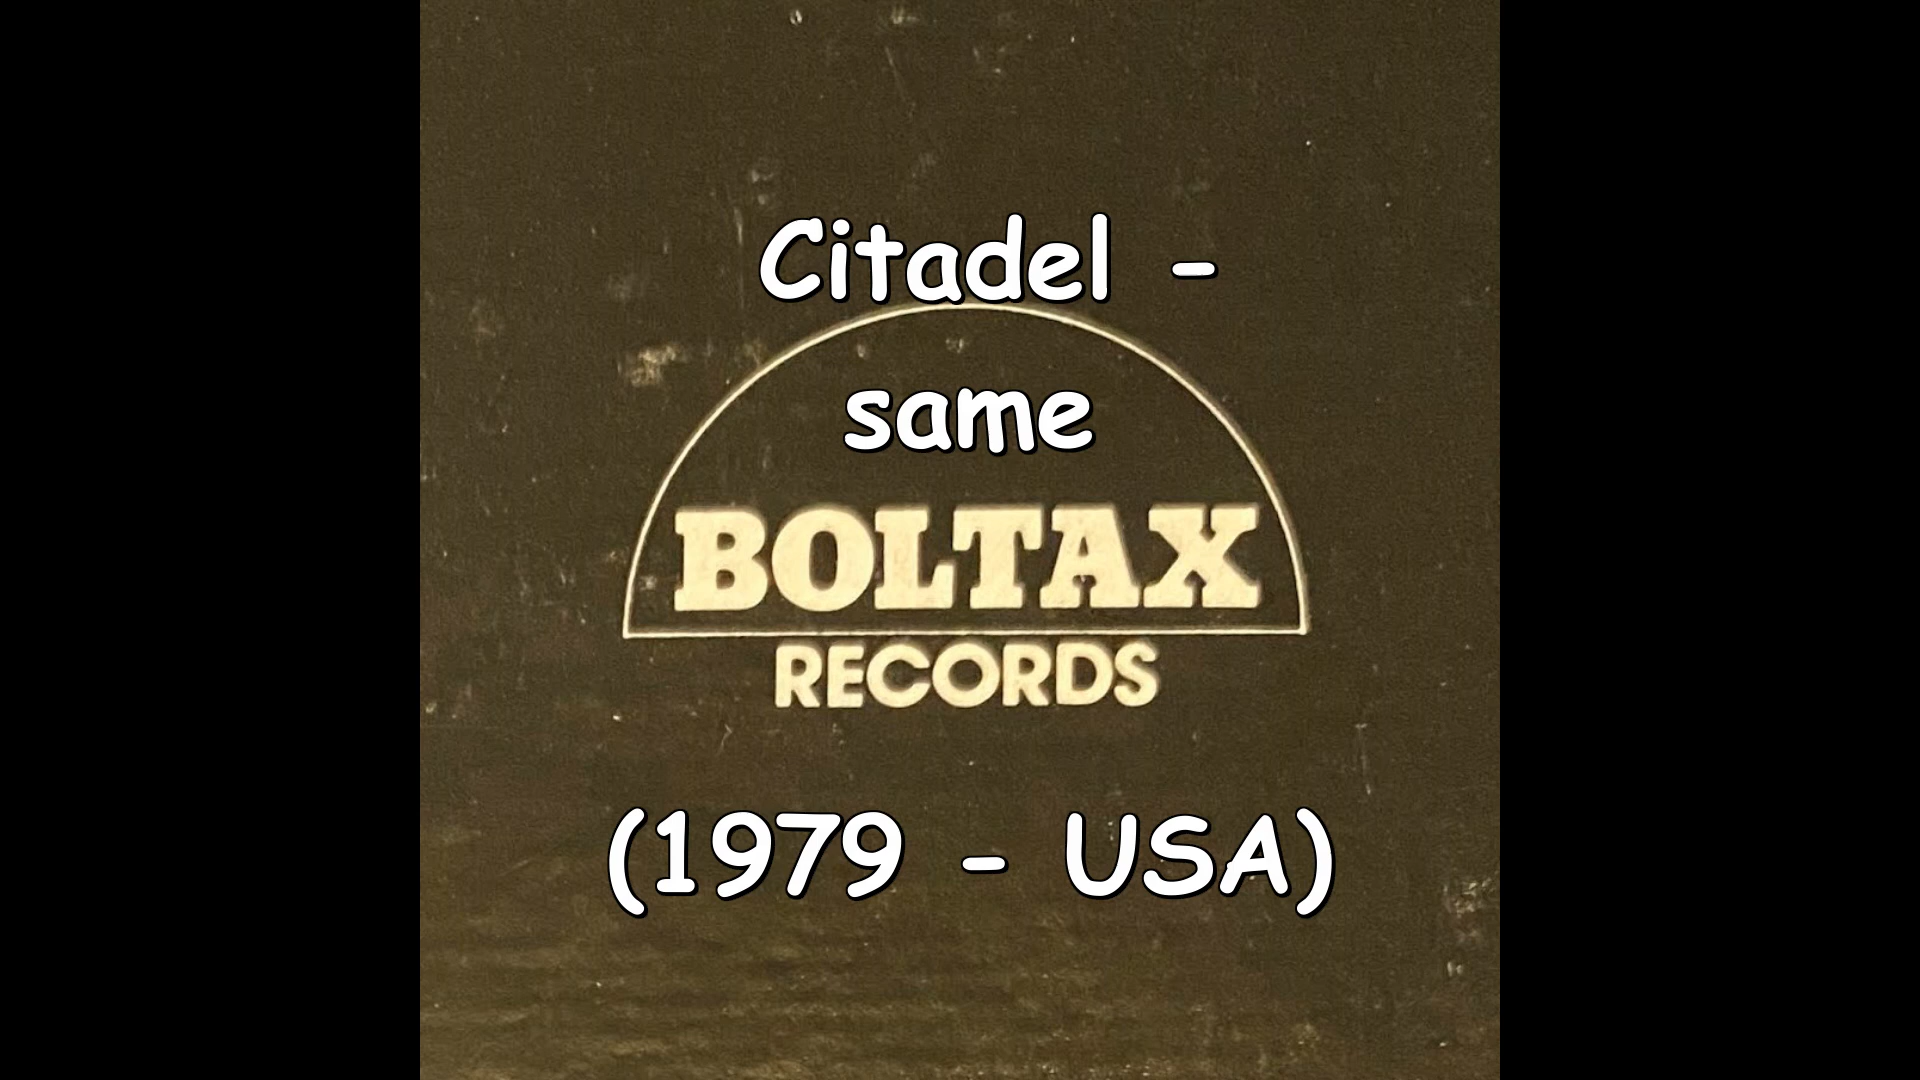 Citadel -
same
BOLTAX
RECORDS
(1979 - USA)